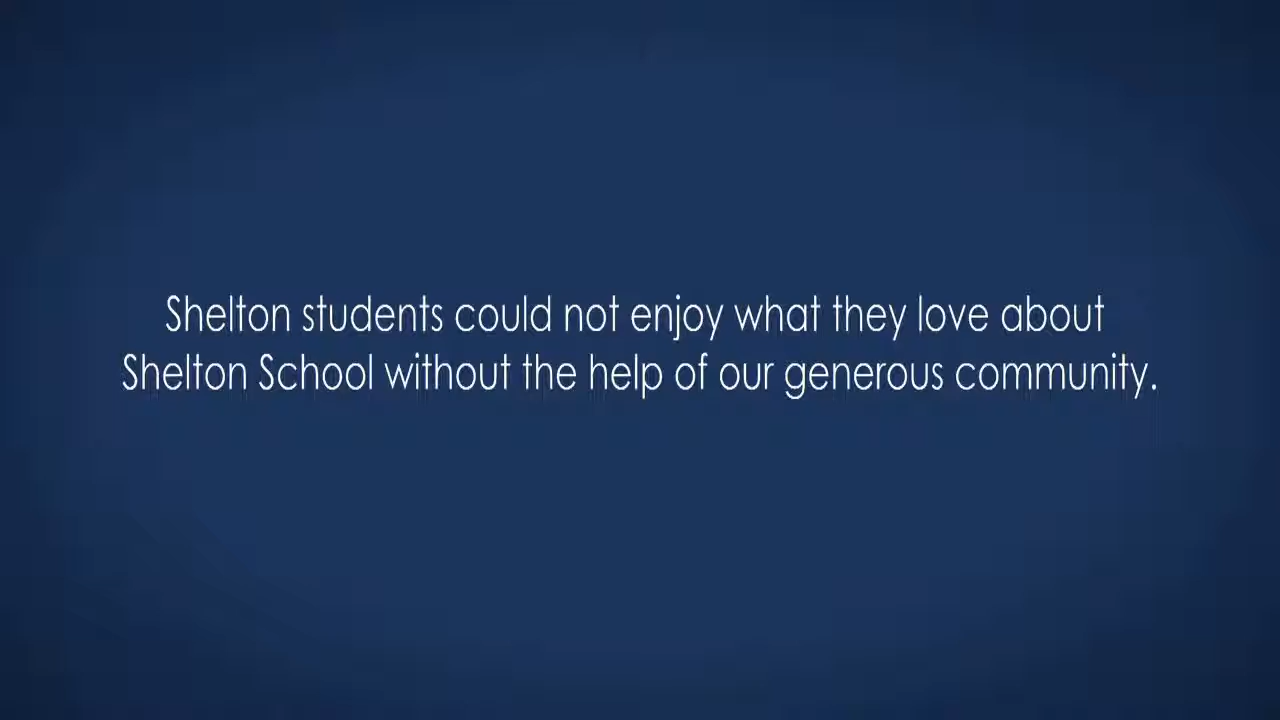 Shelton students could not enjoy what they love about
Shelton School without the help of our generous community.